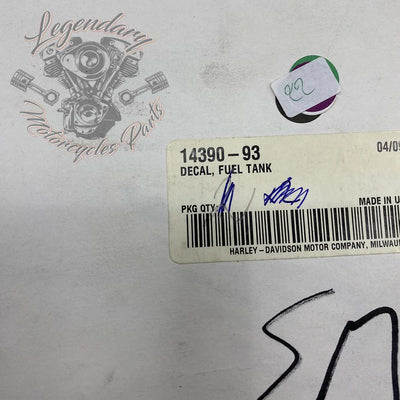 Legendary
Motorcycles Parts
14390-93 04/09
DECAL, FUEL TANK
PKG QTY: MADE IN U
HARLEY-DAVIDSON MOTOR COMPANY, MILWAU